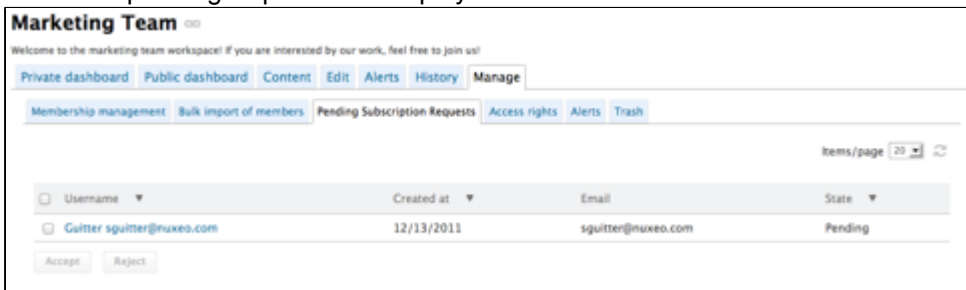 Marketing Team
Welcome to the marketing team workspace! If you are interested by our work, feel free to join us!
Private dashboard Public dashboard Content Edit Alerts History Manage
Membership management Bulk import of members Pending Subscription Requests Access rights Alerts Trash
Items/page 20
Username Created at Email State
Guitter sguitter@nuxeo.com 12/13/2011 sguitter@nuxeo.com Pending
Accept Reject